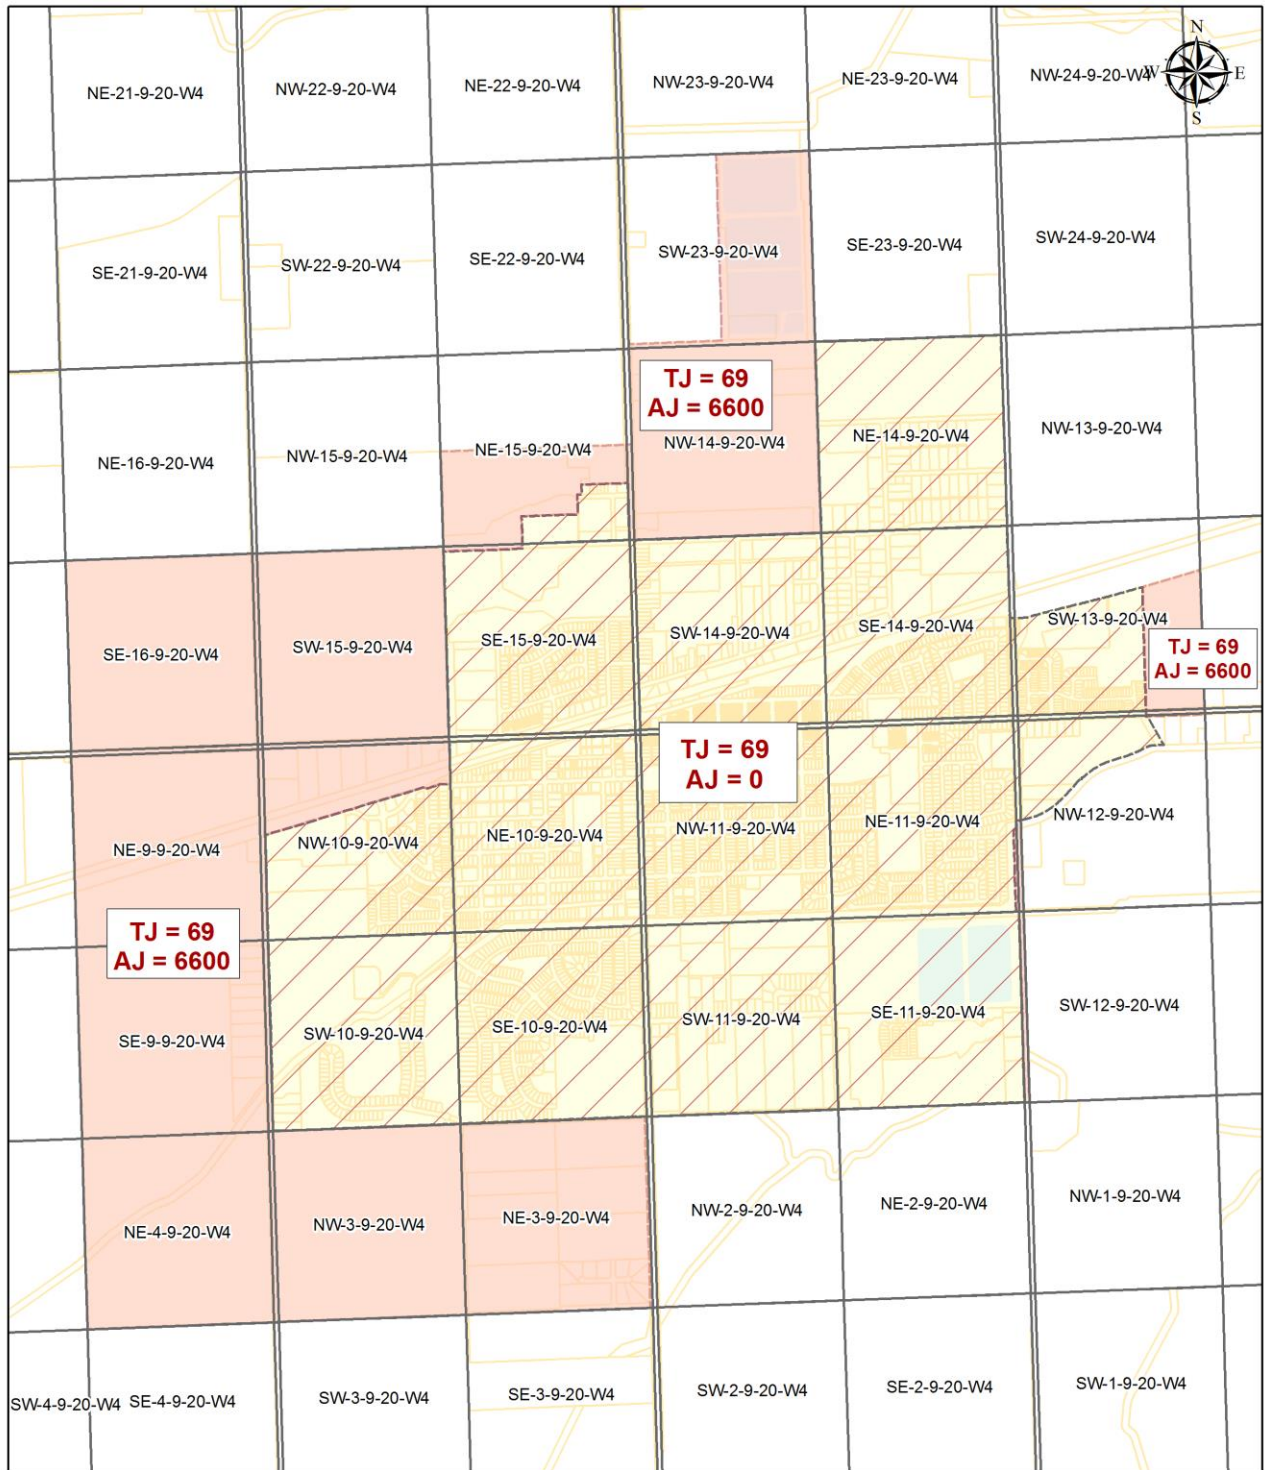 N
W
E
S
NE-21-9-20-W4
NW-22-9-20-W4
NE-22-9-20-W4
NW-23-9-20-W4
NE-23-9-20-W4
NW-24-9-20-W4
SE-21-9-20-W4
SW-22-9-20-W4
SE-22-9-20-W4
SW-23-9-20-W4
SE-23-9-20-W4
SW-24-9-20-W4
TJ = 69
AJ = 6600
NE-16-9-20-W4
NW-15-9-20-W4
NE-15-9-20-W4
NW-14-9-20-W4
NE-14-9-20-W4
NW-13-9-20-W4
SE-16-9-20-W4
SW-15-9-20-W4
SE-15-9-20-W4
SW-14-9-20-W4
SE-14-9-20-W4
SW-13-9-20-W4
TJ = 69
AJ = 6600
TJ = 69
AJ = 0
NE-9-9-20-W4
NW-10-9-20-W4
NE-10-9-20-W4
NW-11-9-20-W4
NE-11-9-20-W4
NW-12-9-20-W4
TJ = 69
AJ = 6600
SE-9-9-20-W4
SW-10-9-20-W4
SE-10-9-20-W4
SW-11-9-20-W4
SE-11-9-20-W4
SW-12-9-20-W4
NE-4-9-20-W4
NW-3-9-20-W4
NE-3-9-20-W4
NW-2-9-20-W4
NE-2-9-20-W4
NW-1-9-20-W4
SW-4-9-20-W4
SE-4-9-20-W4
SW-3-9-20-W4
SE-3-9-20-W4
SW-2-9-20-W4
SE-2-9-20-W4
SW-1-9-20-W4